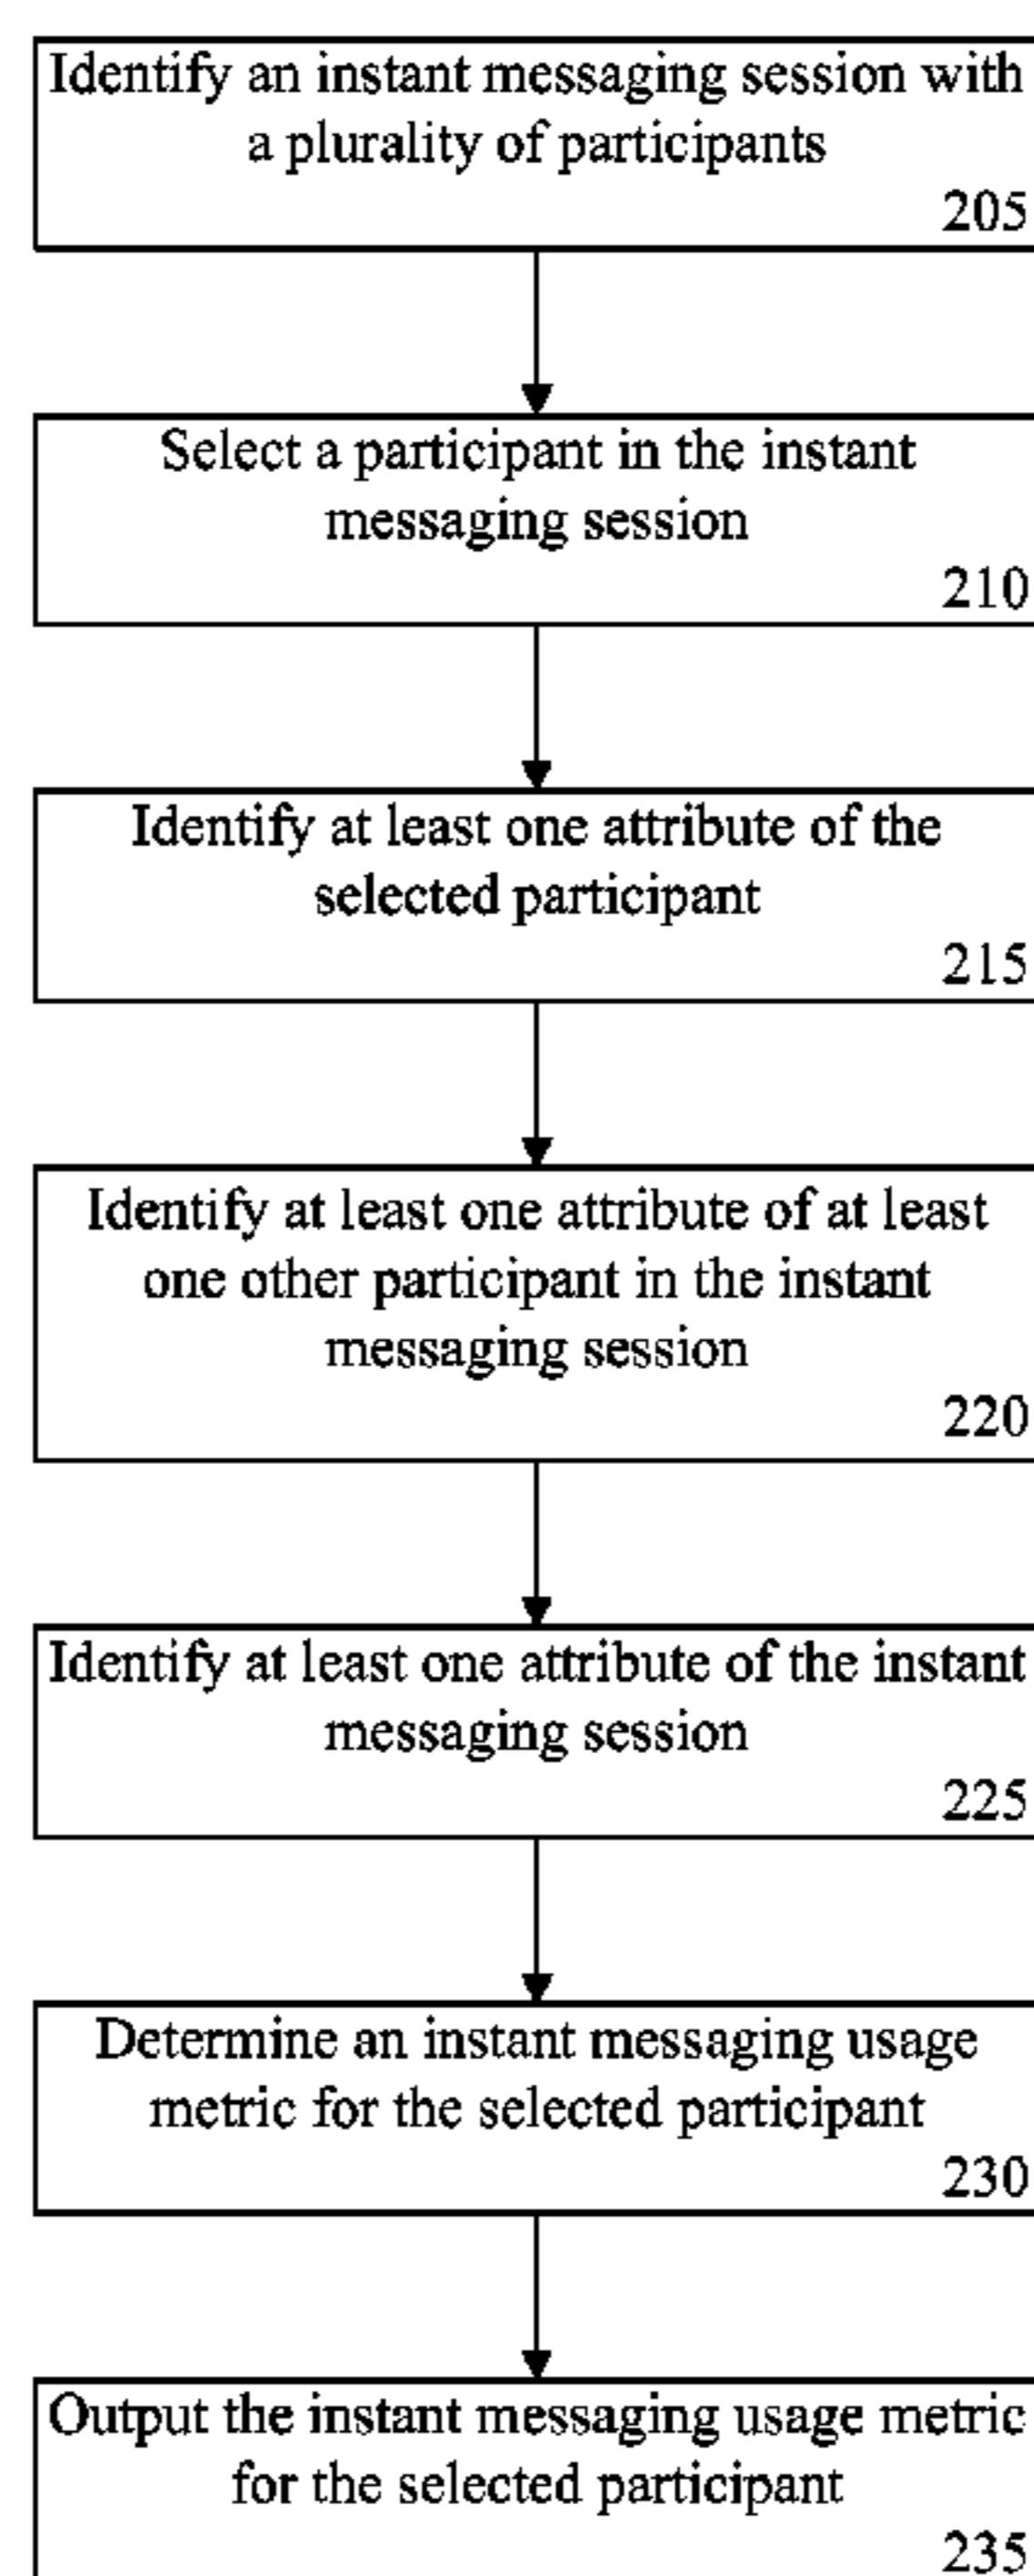 Identify an instant messaging session with
a plurality of participants
205
Select a participant in the instant
messaging session
210
Identify at least one attribute of the
selected participant
215
Identify at least one attribute of at least
one other participant in the instant
messaging session
220
Identify at least one attribute of the instant
messaging session
225
Determine an instant messaging usage
metric for the selected participant
230
Output the instant messaging usage metric
for the selected participant
235